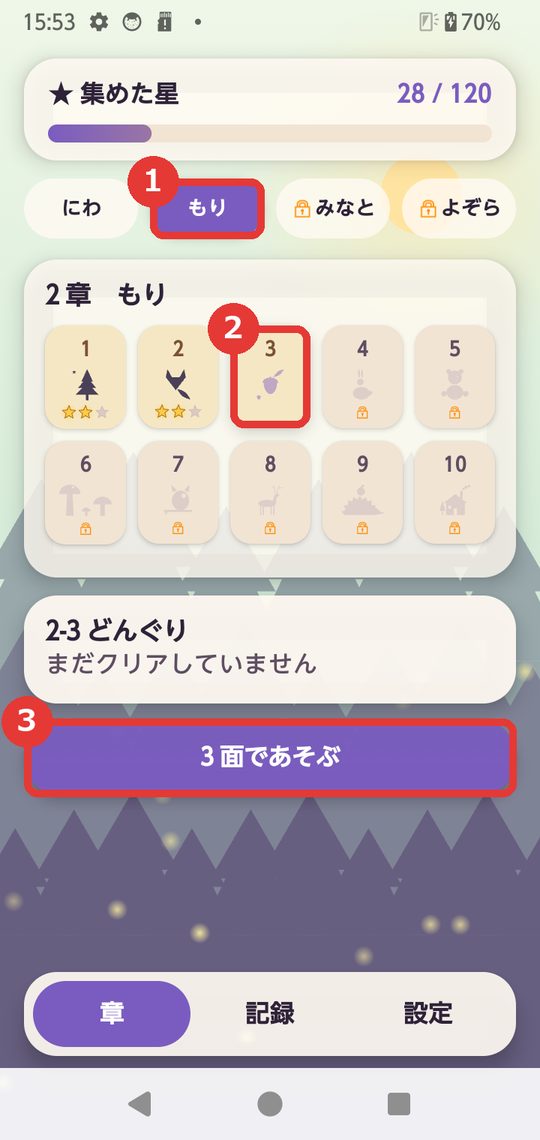 15:53 70%
★ 集めた星 28 / 120
1
にわ もり みなと よぞら
2章 もり
2
1 2 3 4 5
6 7 8 9 10
2-3 どんぐり
まだクリアしていません
3
3 面であそぶ
章 記録 設定